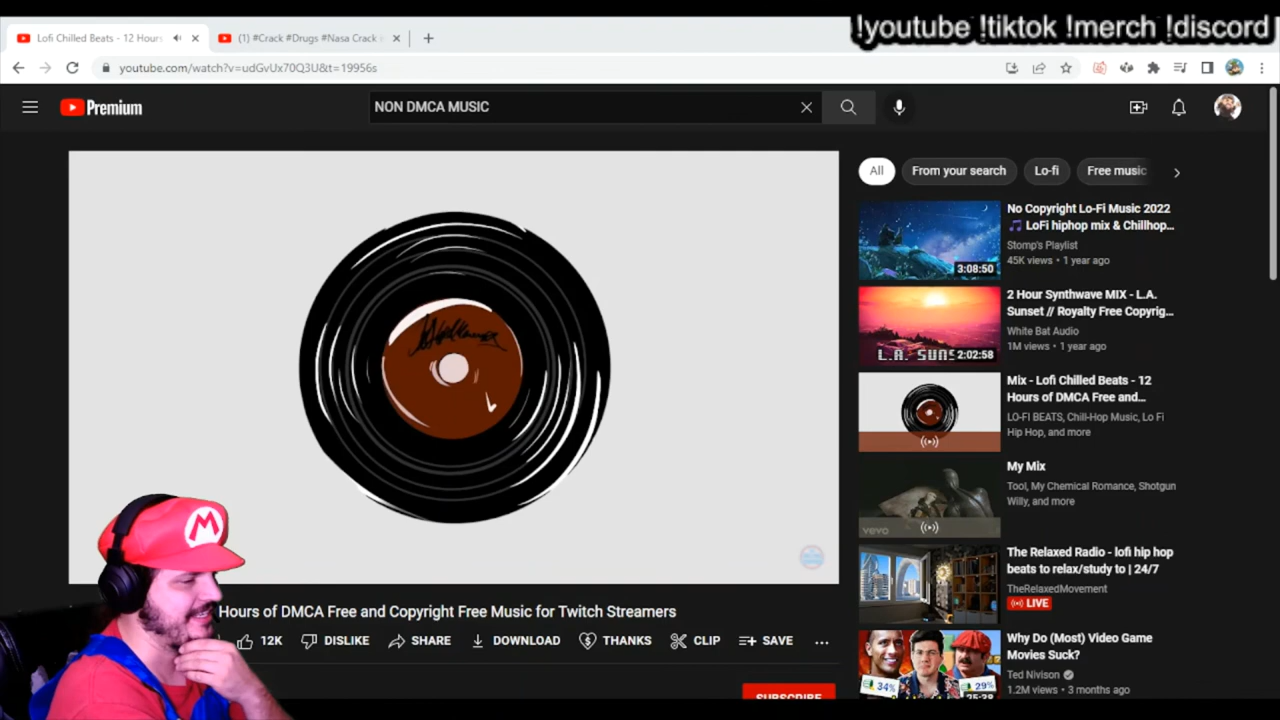 !youtube !tiktok !merch !discord
Lofi Chilled Beats - 12 Hours
(1) #Crack #Drugs #Nasa Crack i
youtube.com/watch?v=udGvUx70Q3U&t=19956s
Premium
NON DMCA MUSIC
All
From your search
Lo-fi
Free music
No Copyright Lo-Fi Music 2022
🎵 LoFi hiphop mix & Chillhop...
Stomp's Playlist
45K views • 1 year ago
3:08:50
2 Hour Synthwave MIX - L.A.
Sunset // Royalty Free Copyrig...
White Bat Audio
1M views • 1 year ago
L.A. SUNS
2:02:58
Mix - Lofi Chilled Beats - 12
Hours of DMCA Free and...
LO-FI BEATS, Chill-Hop Music, Lo Fi
Hip Hop, and more
My Mix
Tool, My Chemical Romance, Shotgun
Willy, and more
vevo
The Relaxed Radio - lofi hip hop
beats to relax/study to | 24/7
TheRelaxedMovement
LIVE
Why Do (Most) Video Game
Movies Suck?
Ted Nivison
1.2M views • 3 months ago
34%
29%
25:38
M
Hours of DMCA Free and Copyright Free Music for Twitch Streamers
12K
DISLIKE
SHARE
DOWNLOAD
THANKS
CLIP
SAVE
SUBSCRIBE